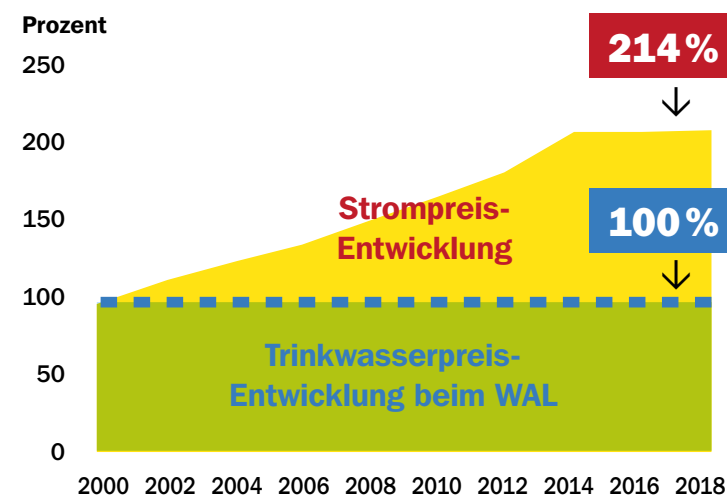 Prozent
250
214 %
200
150
Strompreis-
Entwicklung
100 %
100
Trinkwasserpreis-
Entwicklung beim WAL
50
0
2000 2002 2004 2006 2008 2010 2012 2014 2016 2018